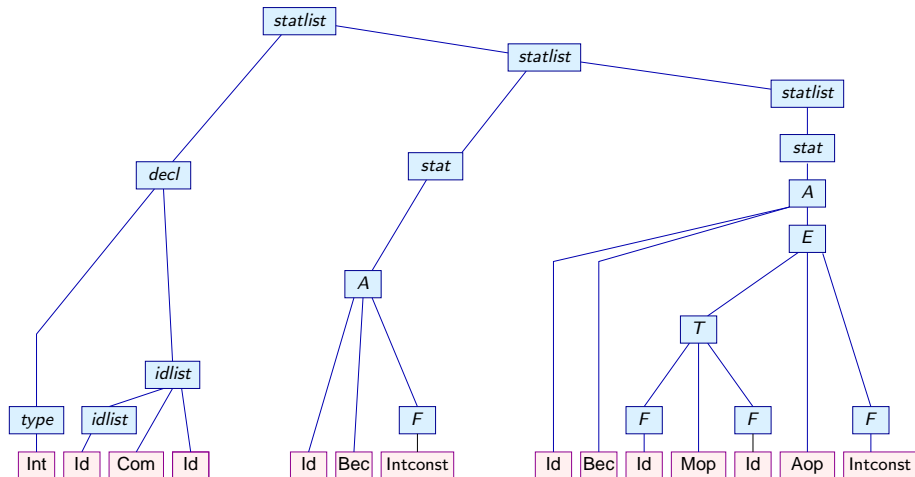 statlist
statlist
statlist
stat
decl
stat
A
E
A
T
idlist
type
idlist
F
F
F
F
Int Id Com Id Id Bec Intconst Id Bec Id Mop Id Aop Intconst